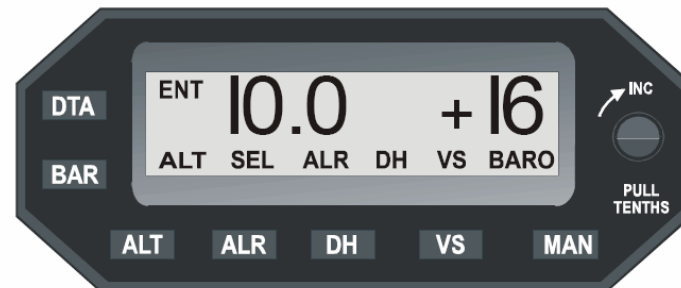 DTA
BAR
ENT 10.0 +16
ALT SEL ALR DH VS BARO
INC
PULL
TENTHS
ALT ALR DH VS MAN